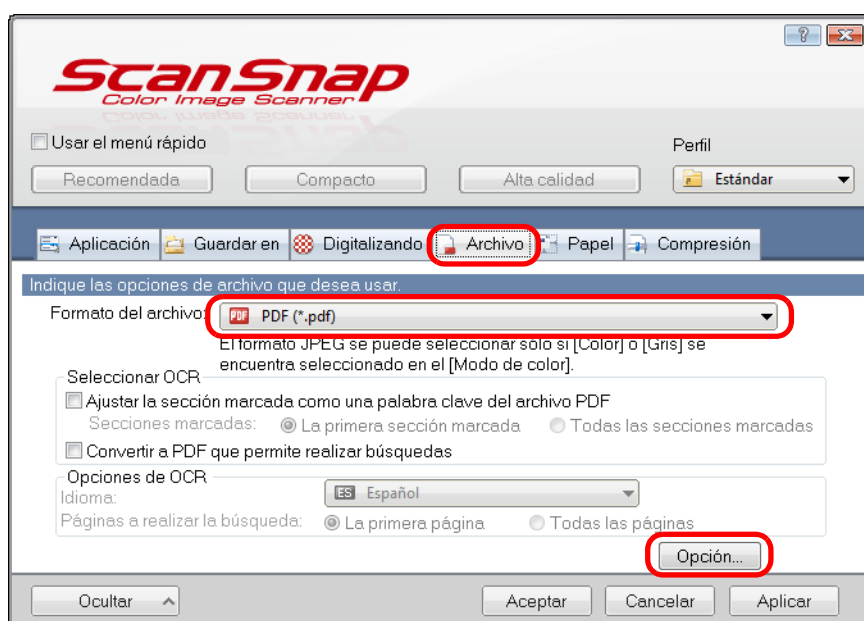 ScanSnap
Color Image Scanner
Usar el menú rápido
Perfil
Recomendada Compacto Alta calidad Estándar
Aplicación Guardar en Digitalizando Archivo Papel Compresión
Indique las opciones de archivo que desea usar.
Formato del archivo: PDF PDF (*.pdf)
El formato JPEG se puede seleccionar sólo si [Color] o [Gris] se
encuentra seleccionado en el [Modo de color].
Seleccionar OCR
Ajustar la sección marcada como una palabra clave del archivo PDF
Secciones marcadas: La primera sección marcada Todas las secciones marcadas
Convertir a PDF que permite realizar búsquedas
Opciones de OCR
Idioma: ES Español
Páginas a realizar la búsqueda: La primera página Todas las páginas
Opción...
Ocultar Aceptar Cancelar Aplicar